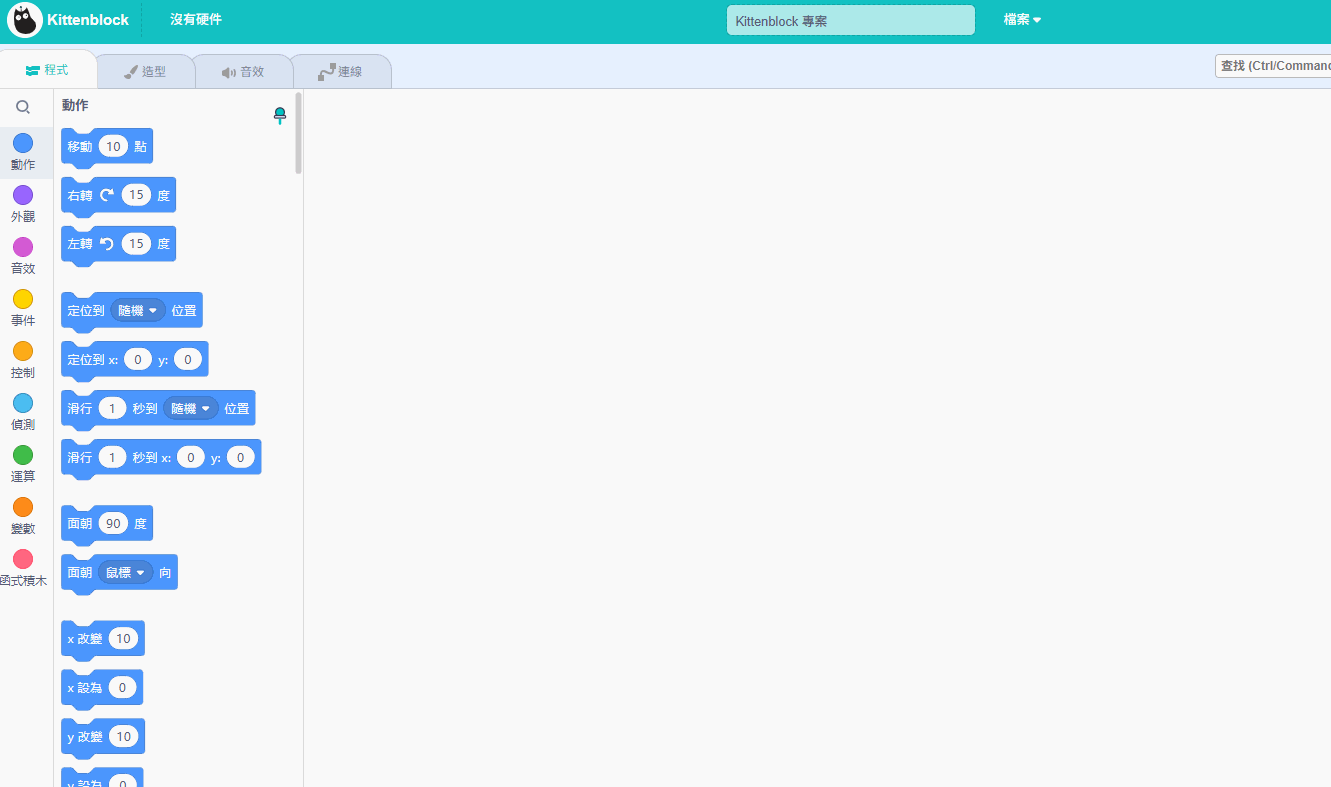 Kittenblock 沒有硬件 Kittenblock 專案 檔案
程式 造型 音效 連線 查找 (Ctrl/Command
動作
移動 10 點
動作
右轉 15 度
外觀
左轉 15 度
音效
定位到 隨機 位置
事件
定位到 x: 0 y: 0
控制
滑行 1 秒到 隨機 位置
偵測
滑行 1 秒到 x: 0 y: 0
運算
面朝 90 度
變數
面朝 鼠標 向
函式積木
x 改變 10
x 設為 0
y 改變 10
y 設為 0